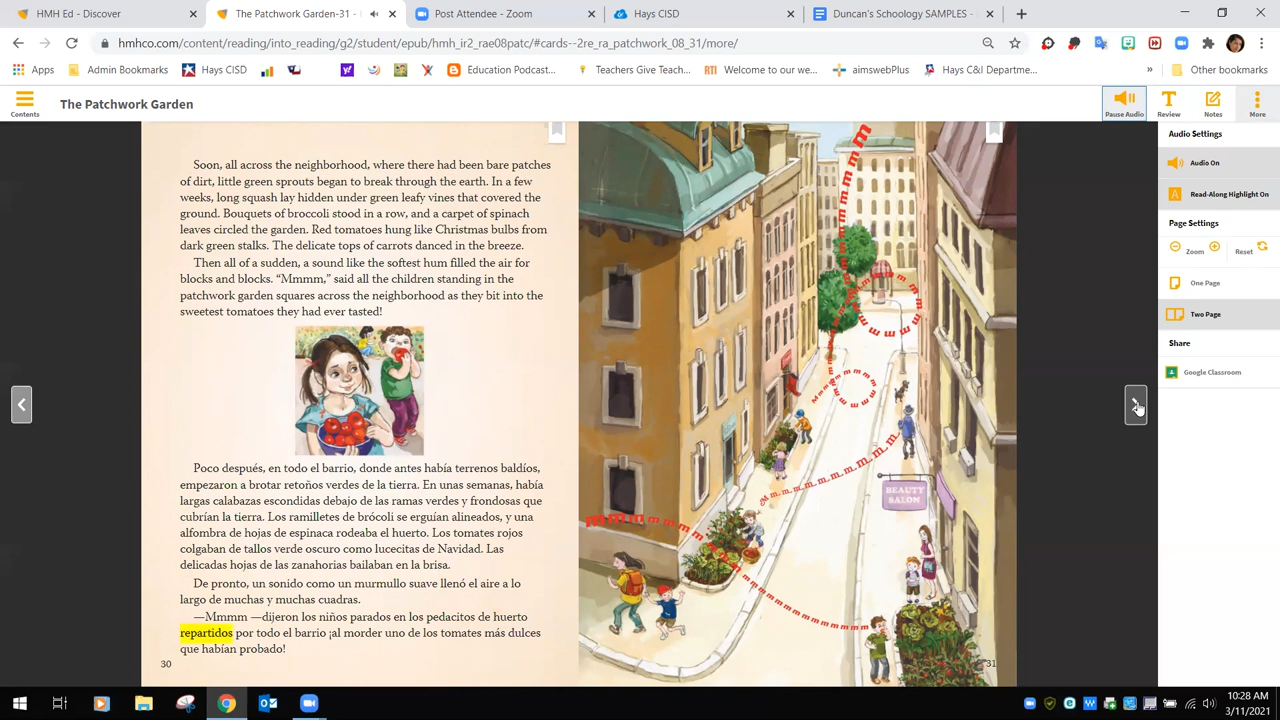 HMH Ed - Discover
The Patchwork Garden-31 -
Post Attendee - Zoom
Hays CISD
Duncan's Schoology SAMPLES -
hmhco.com/content/reading/into_reading/g2/student/epub/hmh_ir2_rae08patc/#cards--2re_ra_patchwork_08_31/more/
Apps
Admin Bookmarks
Hays CISD
Education Podcast...
Teachers Give Teach...
RTI
Welcome to our we...
aimswebPlus
Hays C&I Departme...
»
Other bookmarks
Contents
The Patchwork Garden
Pause Audio
Review
Notes
More
Soon, all across the neighborhood, where there had been bare patches
of dirt, little green sprouts began to break through the earth. In a few
weeks, long squash lay hidden under green leafy vines that covered the
ground. Bouquets of broccoli stood in a row, and a carpet of spinach
leaves circled the garden. Red tomatoes hung like Christmas bulbs from
dark green stalks. The delicate tops of carrots danced in the breeze.
Then all of a sudden, a sound like the softest hum filled the air for
blocks and blocks. “Mmmm,” said all the children standing in the
patchwork garden squares across the neighborhood as they bit into the
sweetest tomatoes they had ever tasted!
Poco después, en todo el barrio, donde antes había terrenos baldíos,
empezaron a brotar retoños verdes de la tierra. En unas semanas, había
largas calabazas escondidas debajo de las ramas verdes y frondosas que
cubrían la tierra. Los ramilletes de brócoli se erguían alineados, y una
alfombra de hojas de espinaca rodeaba el huerto. Los tomates rojos
colgaban de tallos verde oscuro como lucecitas de Navidad. Las
delicadas hojas de las zanahorias bailaban en la brisa.
De pronto, un sonido como un murmullo suave llenó el aire a lo
largo de muchas y muchas cuadras.
—Mmmm —dijeron los niños parados en los pedacitos de huerto
repartidos por todo el barrio ¡al morder uno de los tomates más dulces
que habían probado!
30
BEAUTY
SALON
31
Audio Settings
Audio On
A
Read-Along Highlight On
Page Settings
Zoom
Reset
One Page
Two Page
Share
Google Classroom
10:28 AM
3/11/2021